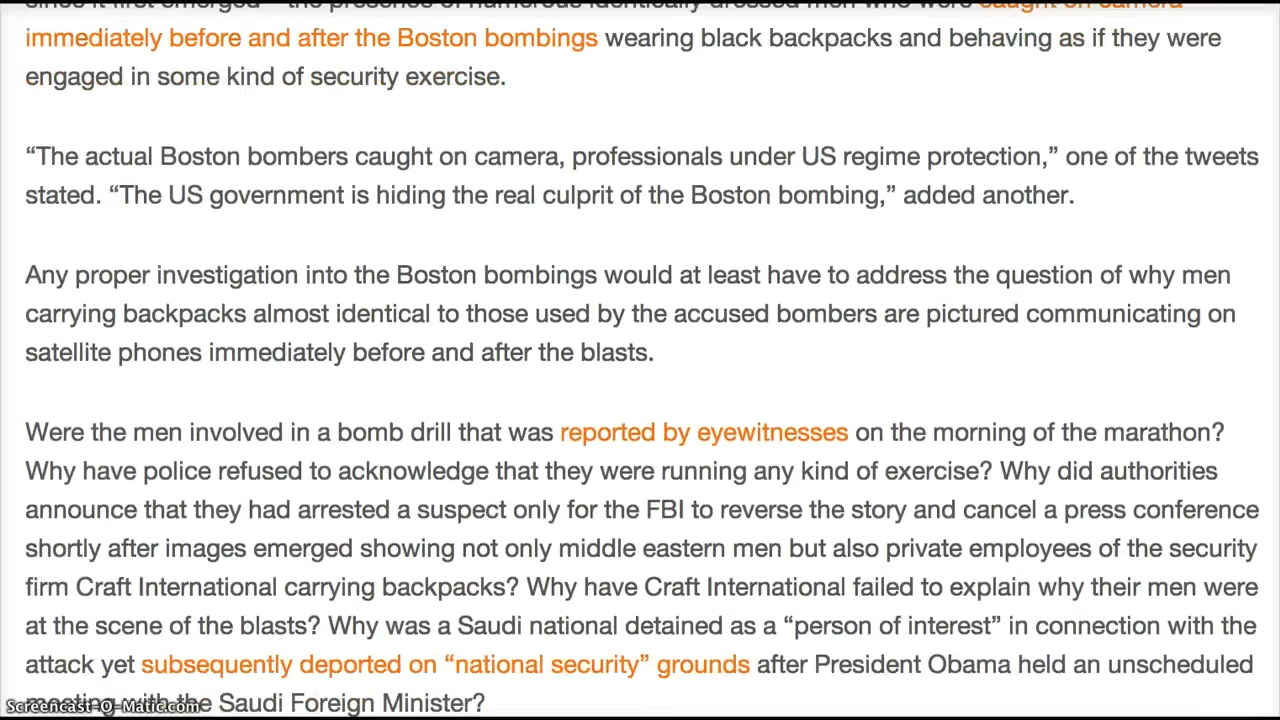 immediately before and after the Boston bombings wearing black backpacks and behaving as if they were
engaged in some kind of security exercise.
“The actual Boston bombers caught on camera, professionals under US regime protection,” one of the tweets
stated. “The US government is hiding the real culprit of the Boston bombing,” added another.
Any proper investigation into the Boston bombings would at least have to address the question of why men
carrying backpacks almost identical to those used by the accused bombers are pictured communicating on
satellite phones immediately before and after the blasts.
Were the men involved in a bomb drill that was reported by eyewitnesses on the morning of the marathon?
Why have police refused to acknowledge that they were running any kind of exercise? Why did authorities
announce that they had arrested a suspect only for the FBI to reverse the story and cancel a press conference
shortly after images emerged showing not only middle eastern men but also private employees of the security
firm Craft International carrying backpacks? Why have Craft International failed to explain why their men were
at the scene of the blasts? Why was a Saudi national detained as a “person of interest” in connection with the
attack yet subsequently deported on “national security” grounds after President Obama held an unscheduled
meeting with the Saudi Foreign Minister?
Screencast-O-Matic.com